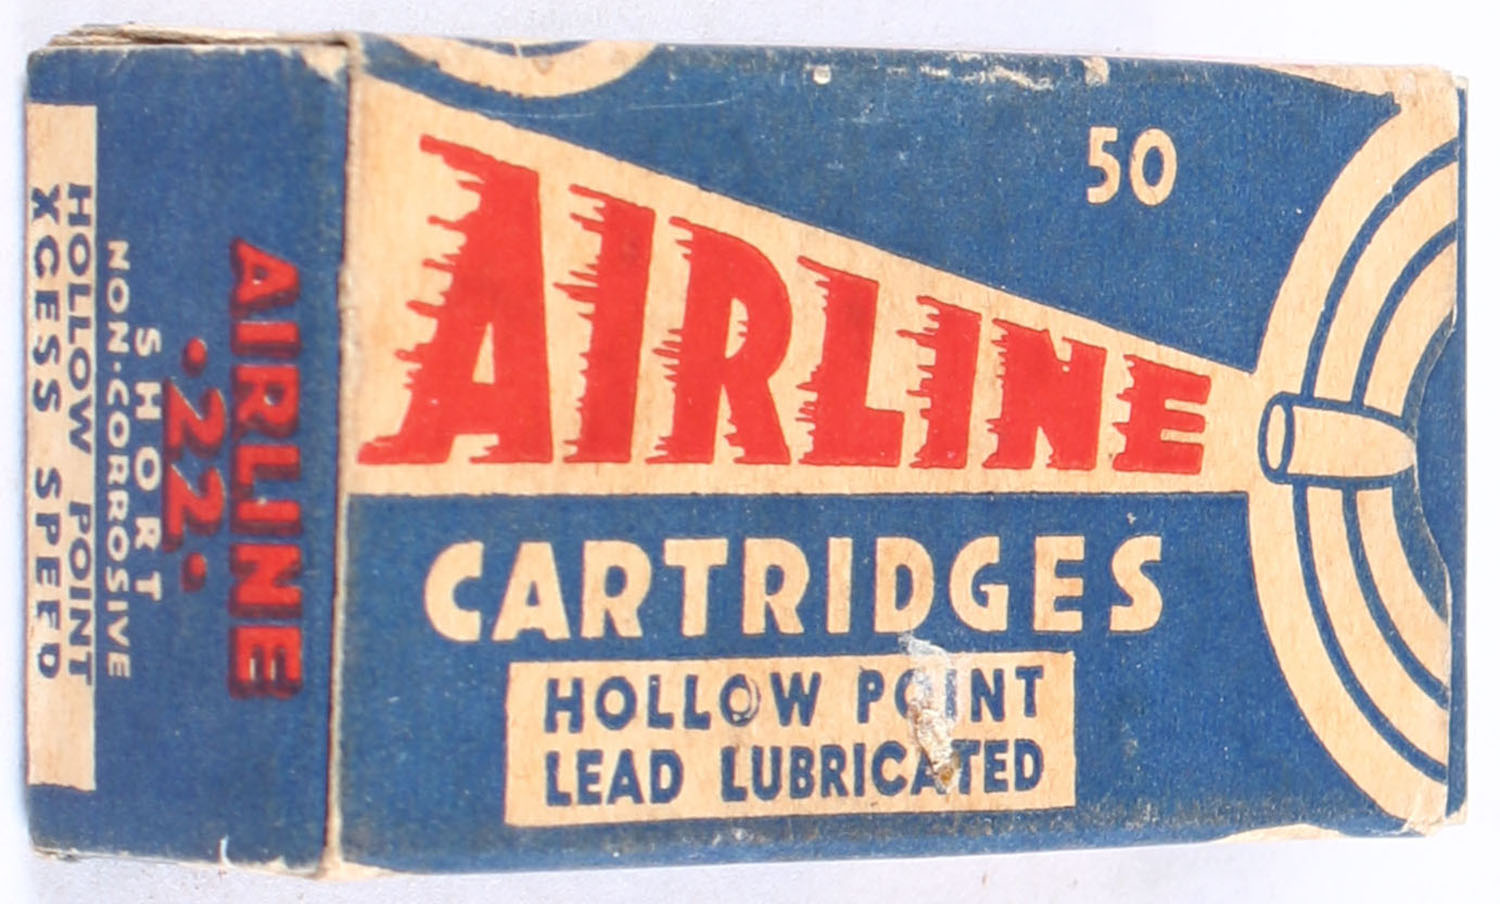 50
AIRLINE
CARTRIDGES
HOLLOW POINT
LEAD LUBRICATED
AIRLINE
.22.
SHORT
NON-CORROSIVE
HOLLOW POINT
XCESS SPEED